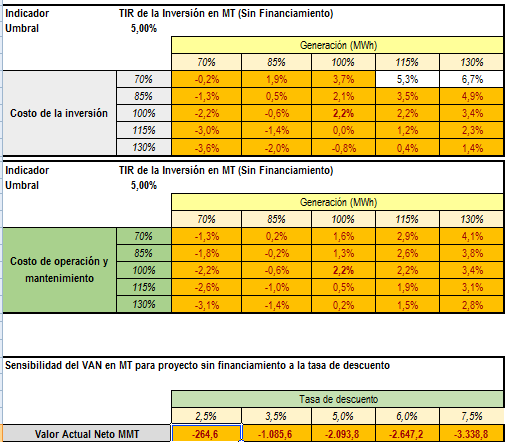 Indicador TIR de la Inversión en MT (Sin Financiamiento)
Umbral 5,00%
Generación (MWh)
70% 85% 100% 115% 130%
Costo de la inversión
70% -0,2% 1,9% 3,7% 5,3% 6,7%
85% -1,3% 0,5% 2,1% 3,5% 4,9%
100% -2,2% -0,6% 2,2% 2,2% 3,4%
115% -3,0% -1,4% 0,0% 1,2% 2,3%
130% -3,6% -2,0% -0,8% 0,4% 1,4%
Indicador TIR de la Inversión en MT (Sin Financiamiento)
Umbral 5,00%
Generación (MWh)
70% 85% 100% 115% 130%
Costo de operación y
mantenimiento
70% -1,3% 0,2% 1,6% 2,9% 4,1%
85% -1,8% -0,2% 1,3% 2,6% 3,8%
100% -2,2% -0,6% 2,2% 2,2% 3,4%
115% -2,6% -1,0% 0,5% 1,9% 3,1%
130% -3,1% -1,4% 0,2% 1,5% 2,8%
Sensibilidad del VAN en MT para proyecto sin financiamiento a la tasa de descuento
Tasa de descuento
2,5% 3,5% 5,0% 6,0% 7,5%
Valor Actual Neto MMT -264,6 -1.085,6 -2.093,8 -2.647,2 -3.338,8